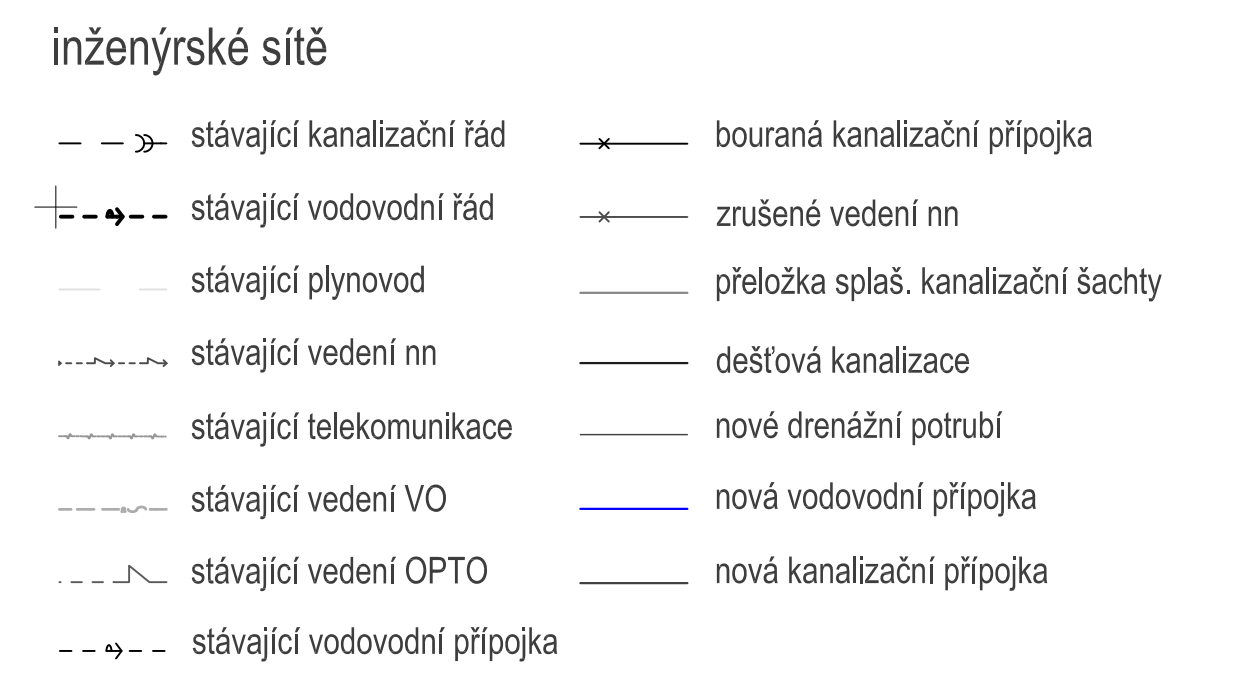 inženýrské sítě
stávající kanalizační řád
stávající vodovodní řád
stávající plynovod
stávající vedení nn
stávající telekomunikace
stávající vedení VO
stávající vedení OPTO
stávající vodovodní přípojka
bouraná kanalizační přípojka
zrušené vedení nn
přeložka splaš. kanalizační šachty
dešťová kanalizace
nové drenážní potrubí
nová vodovodní přípojka
nová kanalizační přípojka